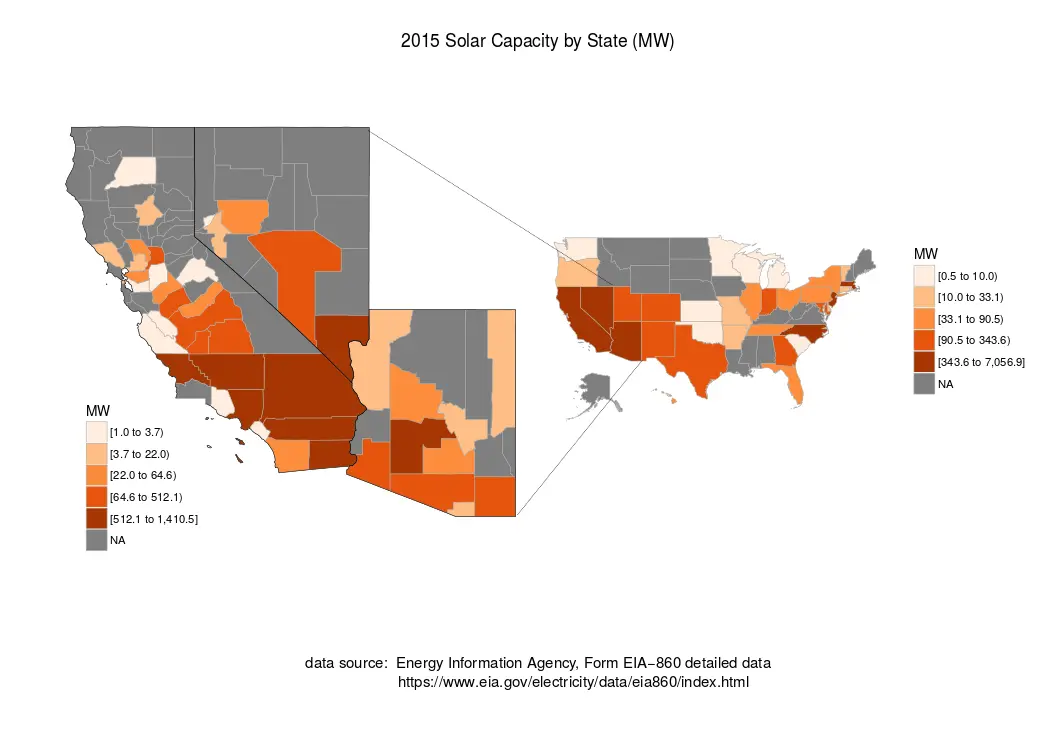 2015 Solar Capacity by State (MW)
MW
[0.5 to 10.0)
[10.0 to 33.1)
[33.1 to 90.5)
[90.5 to 343.6)
[343.6 to 7,056.9]
NA
MW
[1.0 to 3.7)
[3.7 to 22.0)
[22.0 to 64.6)
[64.6 to 512.1)
[512.1 to 1,410.5]
NA
data source:  Energy Information Agency, Form EIA−860 detailed data
https://www.eia.gov/electricity/data/eia860/index.html